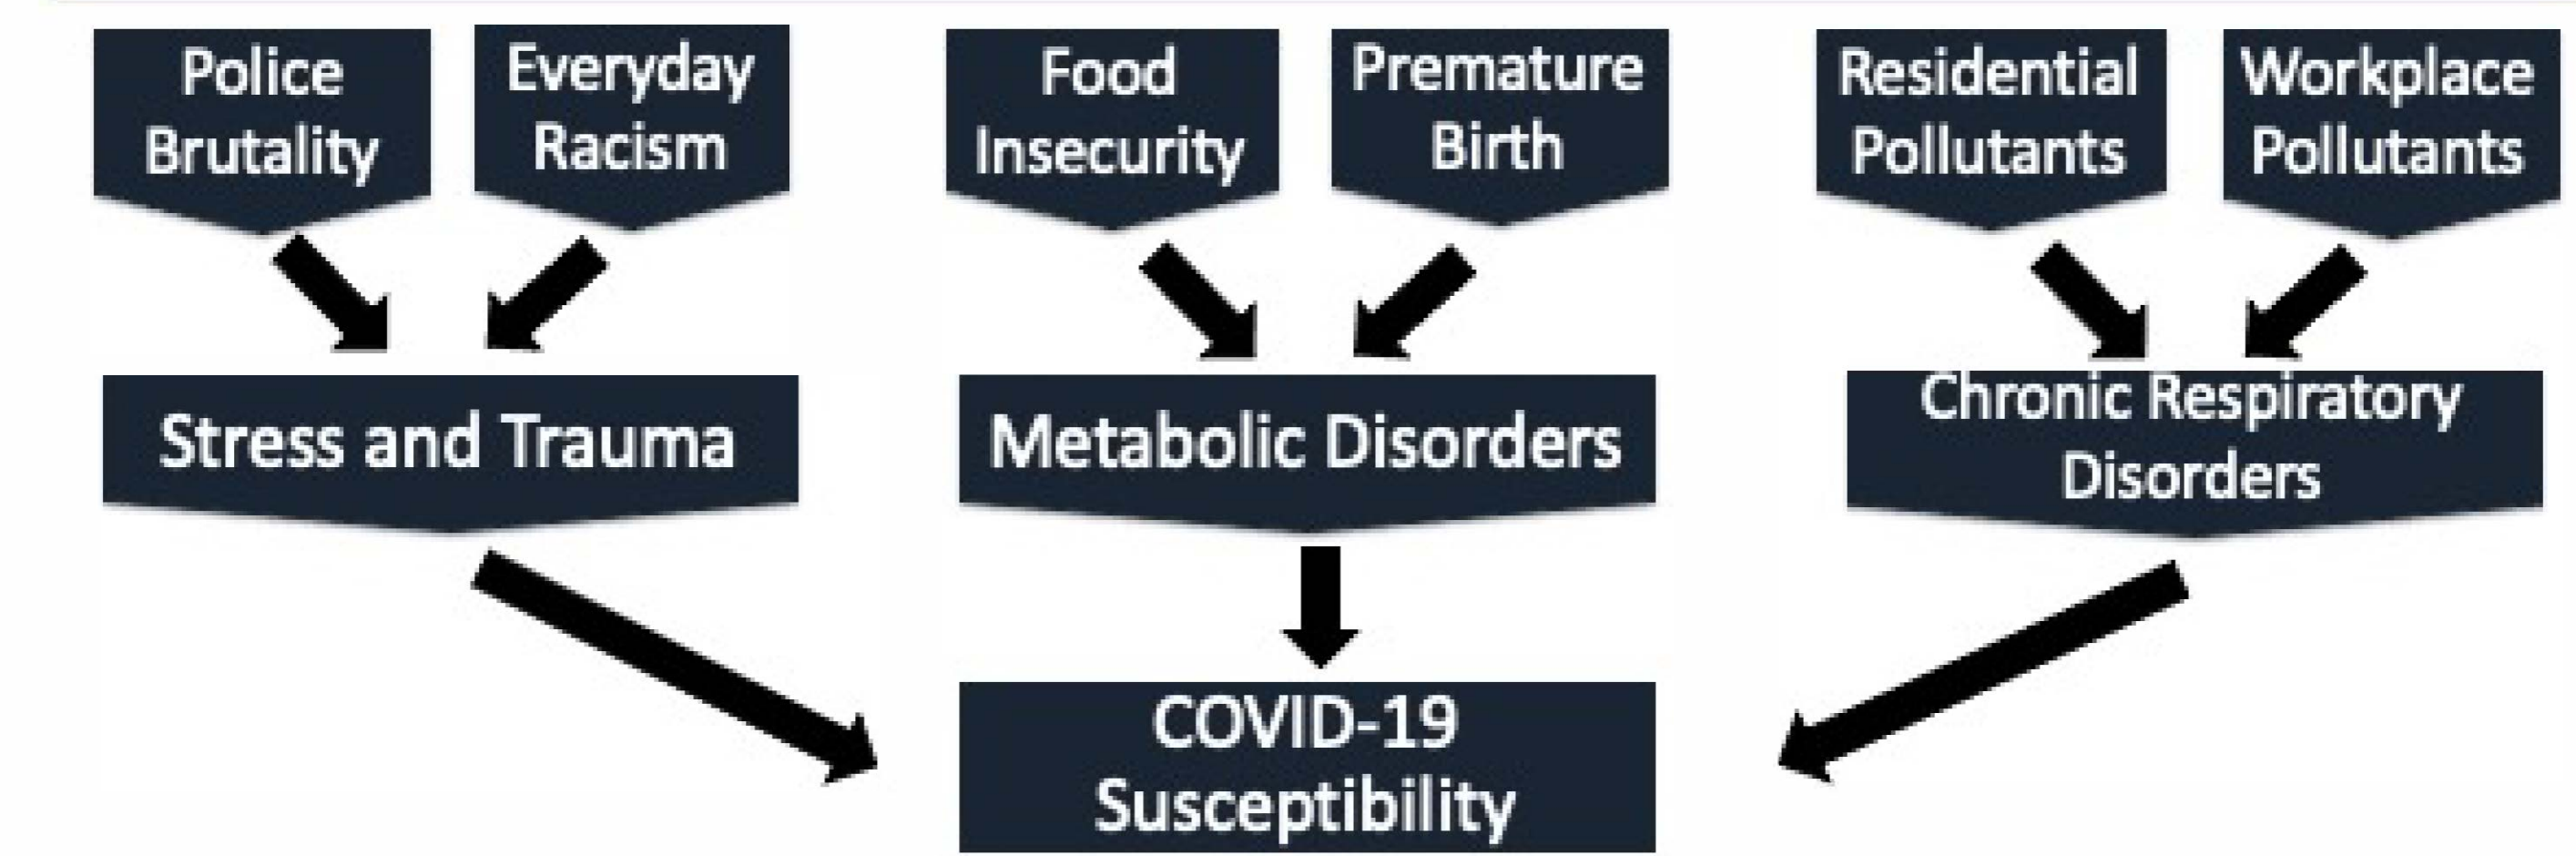 Police
Brutality
Everyday
Racism
Food
Insecurity
Premature
Birth
Residential
Pollutants
Workplace
Pollutants
Stress and Trauma
Metabolic Disorders
Chronic Respiratory
Disorders
COVID-19
Susceptibility